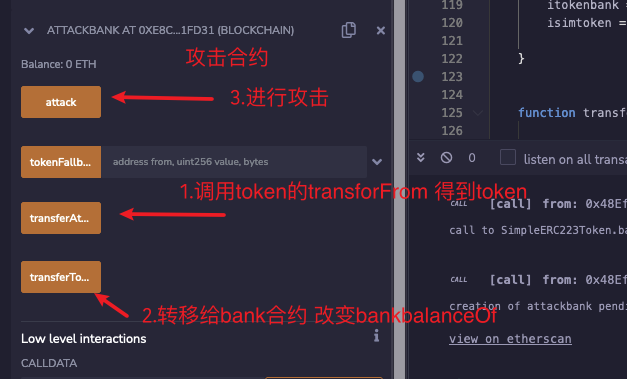 ATTACKBANK AT 0XE8C...1FD31 (BLOCKCHAIN)
Balance: 0 ETH
攻击合约
attack
3.进行攻击
tokenFallb...
address from, uint256 value, bytes
1.调用token的transforFrom 得到token
transferAt...
transferTo...
2.转移给bank合约 改变bankbalanceOf
Low level interactions
i
CALLDATA
119 itokenbank =
120 isimtoken =
121
122 }
123
124
125 function transf
126
0
listen on all transa
CALL [call] from: 0x48Ef
call to SimpleERC223Token.ba
CALL [call] from: 0x48Ef
creation of attackbank pendi
view on etherscan